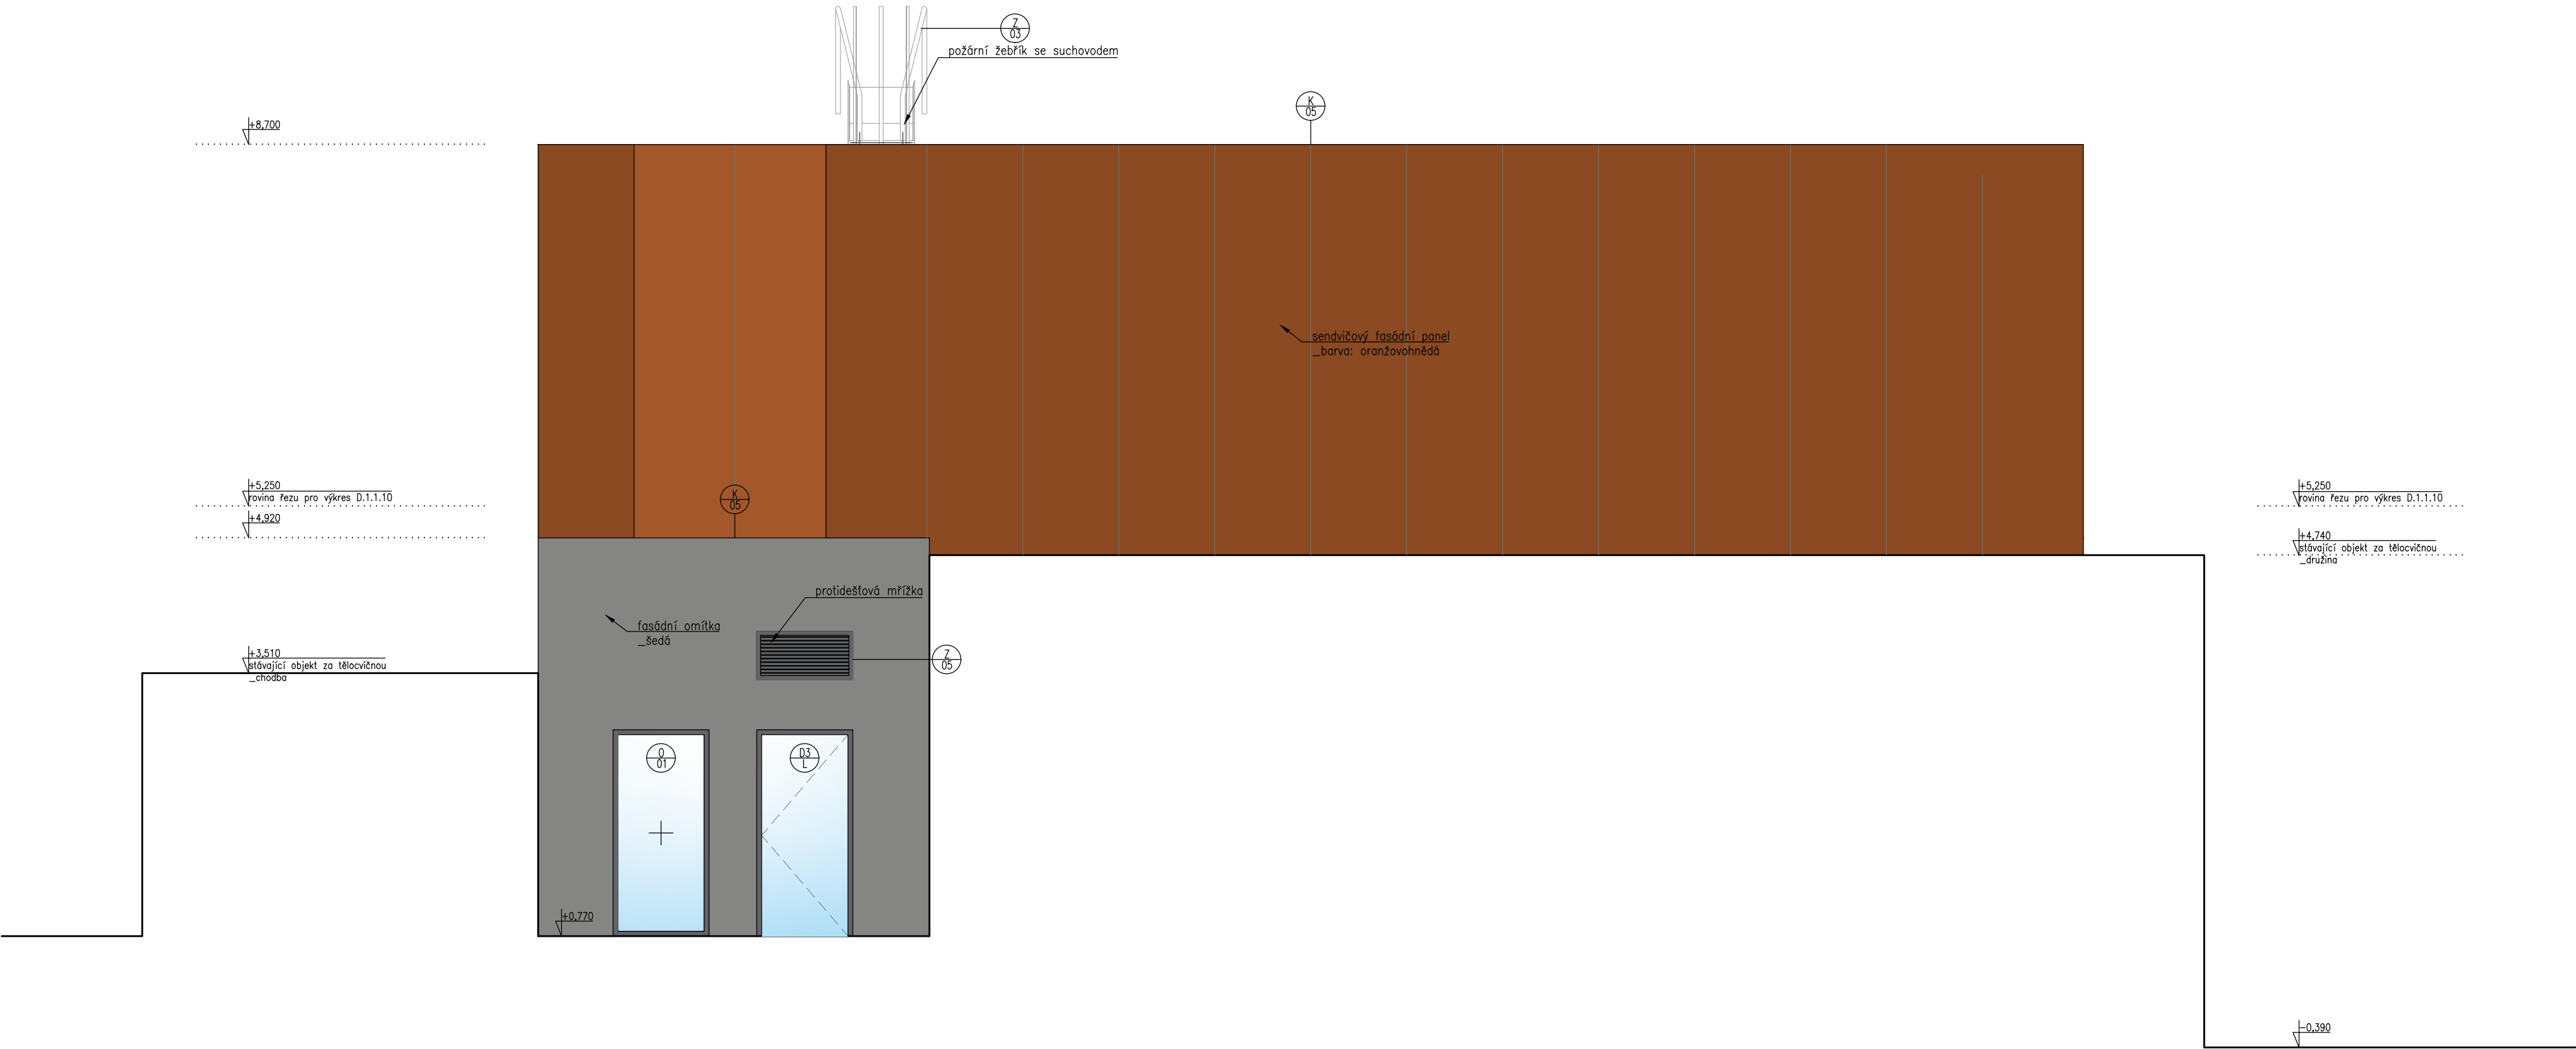 Z
03
požární žebřík se suchovodem
K
05
+8,700
sendvičový fasádní panel
_barva: oranžovohnědá
+5,250
rovina řezu pro výkres D.1.1.10
+4,920
K
05
+5,250
rovina řezu pro výkres D.1.1.10
+4,740
stávající objekt za tělocvičnou
_družina
protidešťová mřížka
fasádní omítka
_šedá
+3,510
stávající objekt za tělocvičnou
_chodba
Z
05
O
01
D3
L
+0,770
-0,390